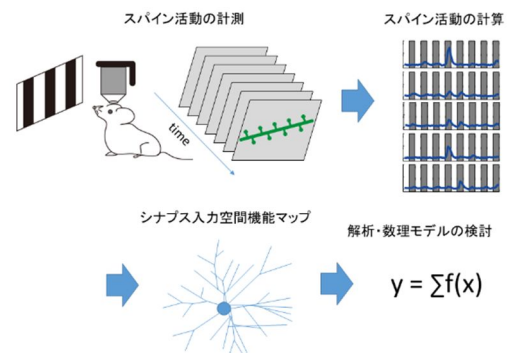 スパイン活動の計測
スパイン活動の計算
time
シナプス入力空間機能マップ
解析・数理モデルの検討
y = ∑f(x)